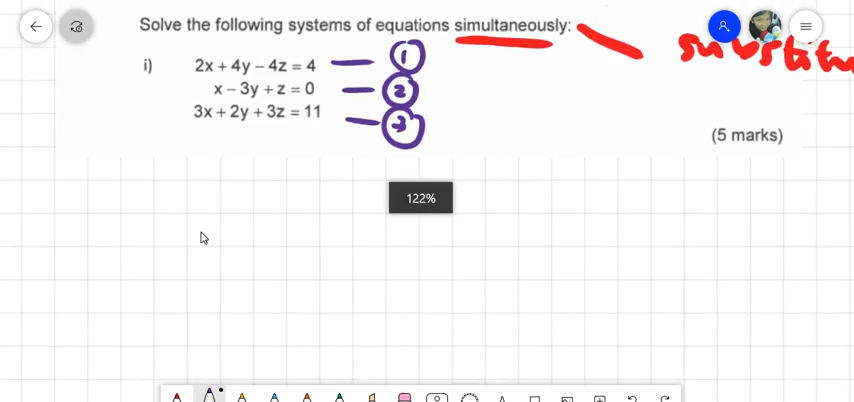 Solve the following systems of equations simultaneously:
i) 2x + 4y − 4z = 4 — 1
x − 3y + z = 0 — 2
3x + 2y + 3z = 11 — 3
(5 marks)
122%